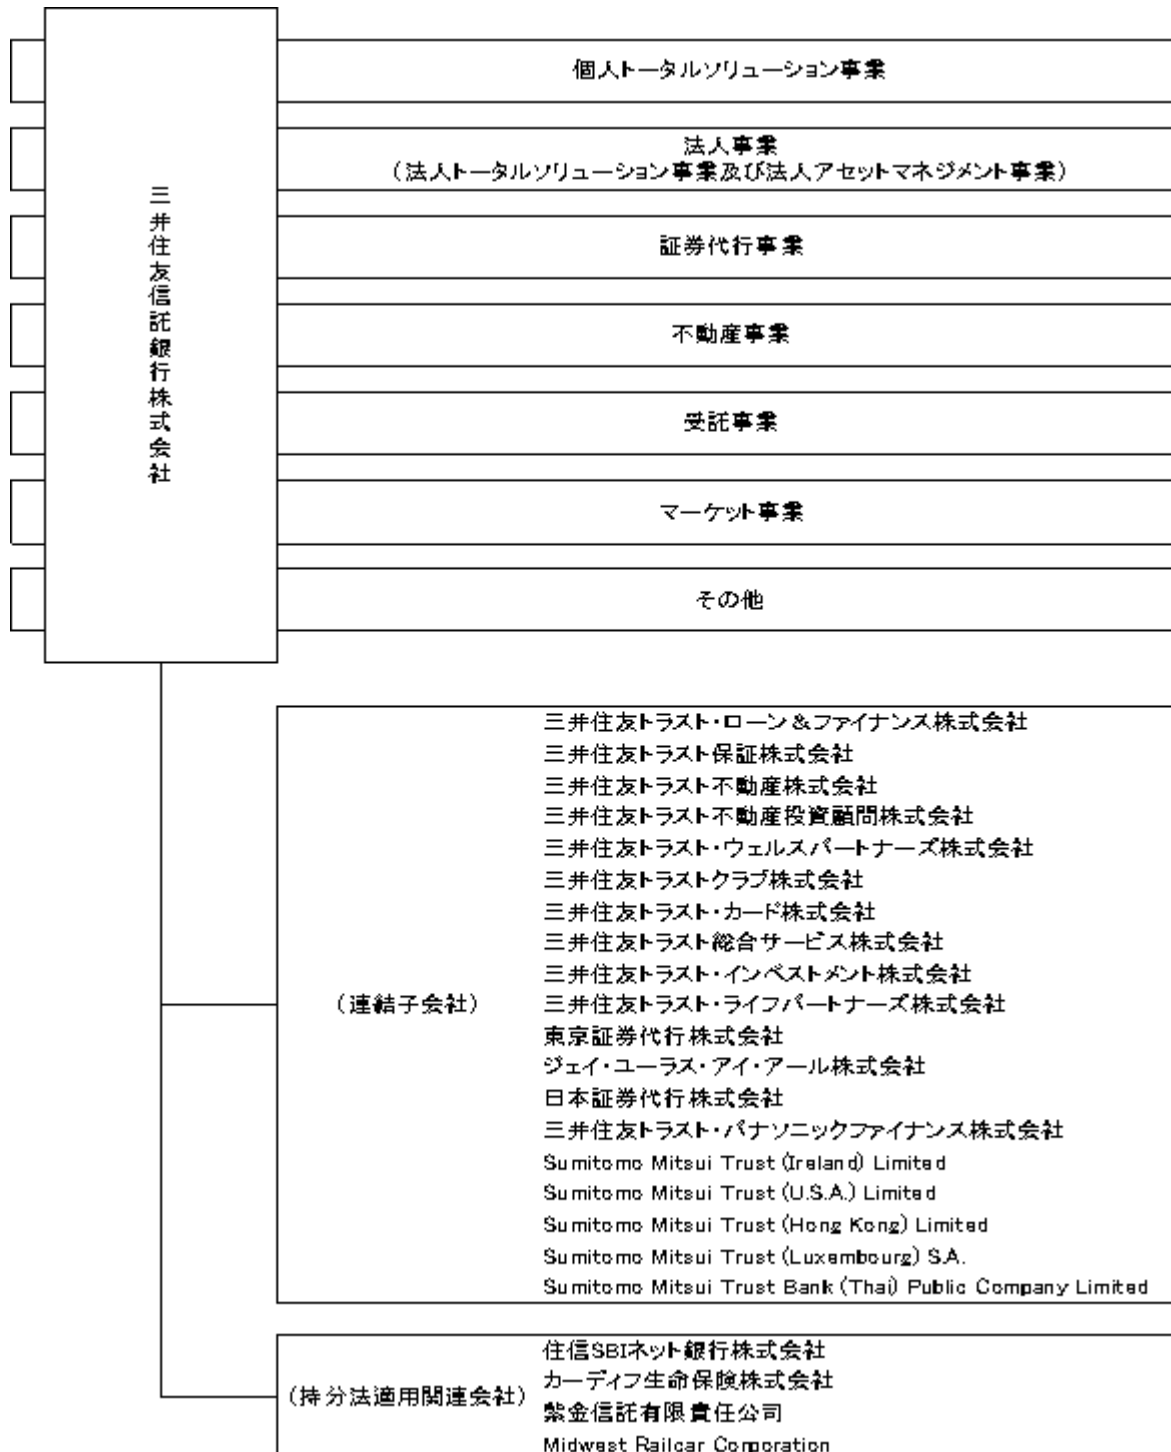 三井住友信託銀行株式会社
個人トータルソリューション事業
法人事業
(法人トータルソリューション事業及び法人アセットマネジメント事業)
証券代行事業
不動産事業
受託事業
マーケット事業
その他
(連結子会社)
三井住友トラスト・ローン&ファイナンス株式会社
三井住友トラスト保証株式会社
三井住友トラスト不動産株式会社
三井住友トラスト不動産投資顧問株式会社
三井住友トラスト・ウェルスパートナーズ株式会社
三井住友トラストクラブ株式会社
三井住友トラスト・カード株式会社
三井住友トラスト総合サービス株式会社
三井住友トラスト・インベストメント株式会社
三井住友トラスト・ライフパートナーズ株式会社
東京証券代行株式会社
ジェイ・ユーラス・アイ・アール株式会社
日本証券代行株式会社
三井住友トラスト・パナソニックファイナンス株式会社
Sumitomo Mitsui Trust (Ireland) Limited
Sumitomo Mitsui Trust (U.S.A.) Limited
Sumitomo Mitsui Trust (Hong Kong) Limited
Sumitomo Mitsui Trust (Luxembourg) S.A.
Sumitomo Mitsui Trust Bank (Thai) Public Company Limited
(持分法適用関連会社)
住信SBIネット銀行株式会社
カーディフ生命保険株式会社
紫金信託有限責任公司
Midwest Railcar Corporation